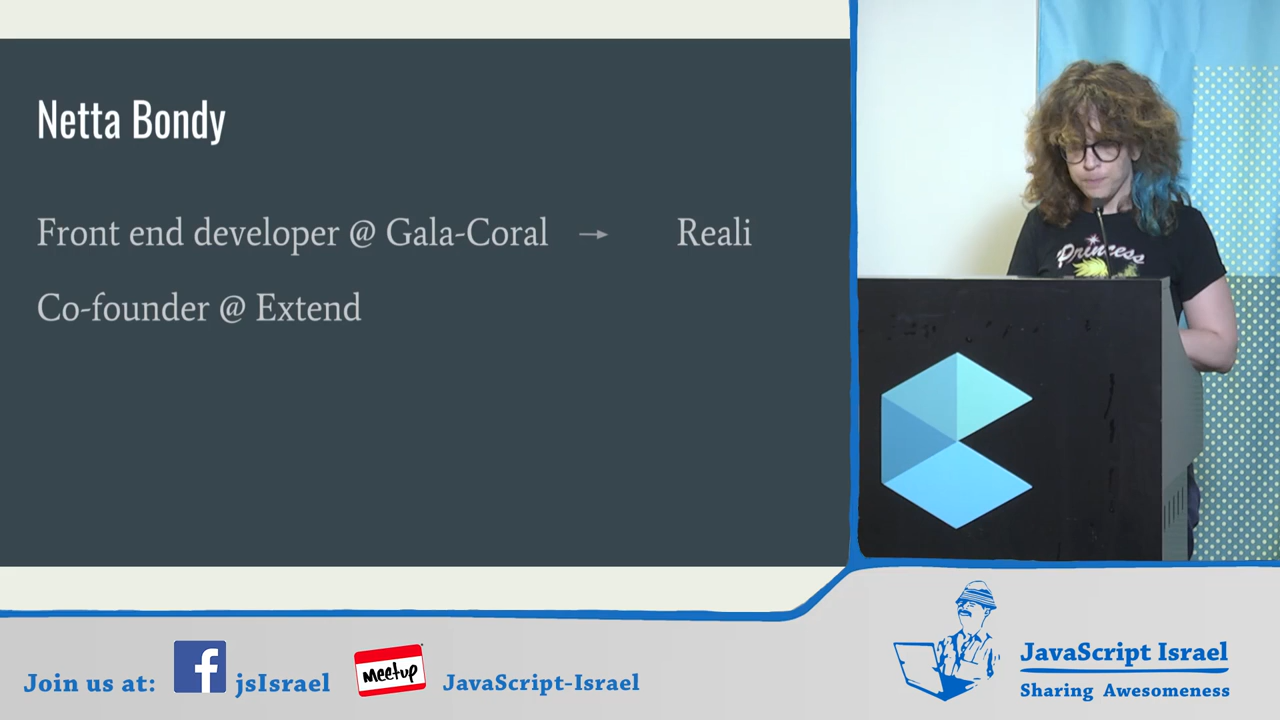 Netta Bondy
Front end developer @ Gala-Coral → Reali
Co-founder @ Extend
Princess
Join us at:
jsIsrael
Meetup
JavaScript-Israel
JavaScript Israel
Sharing Awesomeness